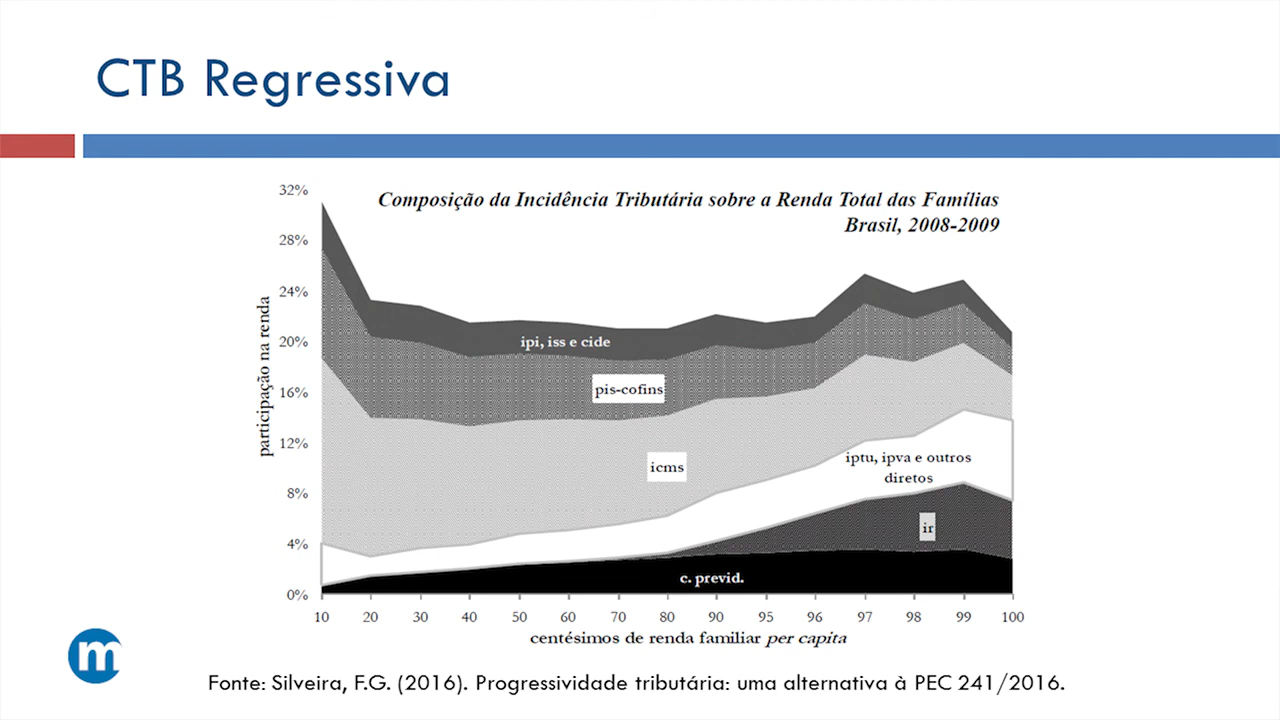 CTB Regressiva
Composição da Incidência Tributária sobre a Renda Total das Famílias
Brasil, 2008-2009
participação na renda
32%
28%
24%
20%
16%
12%
8%
4%
0%
ipi, iss e cide
pis-cofins
icms
iptu, ipva e outros
diretos
ir
c. previd.
10 20 30 40 50 60 70 80 90 95 96 97 98 99 100
centésimos de renda familiar per capita
m
Fonte: Silveira, F.G. (2016). Progressividade tributária: uma alternativa à PEC 241/2016.